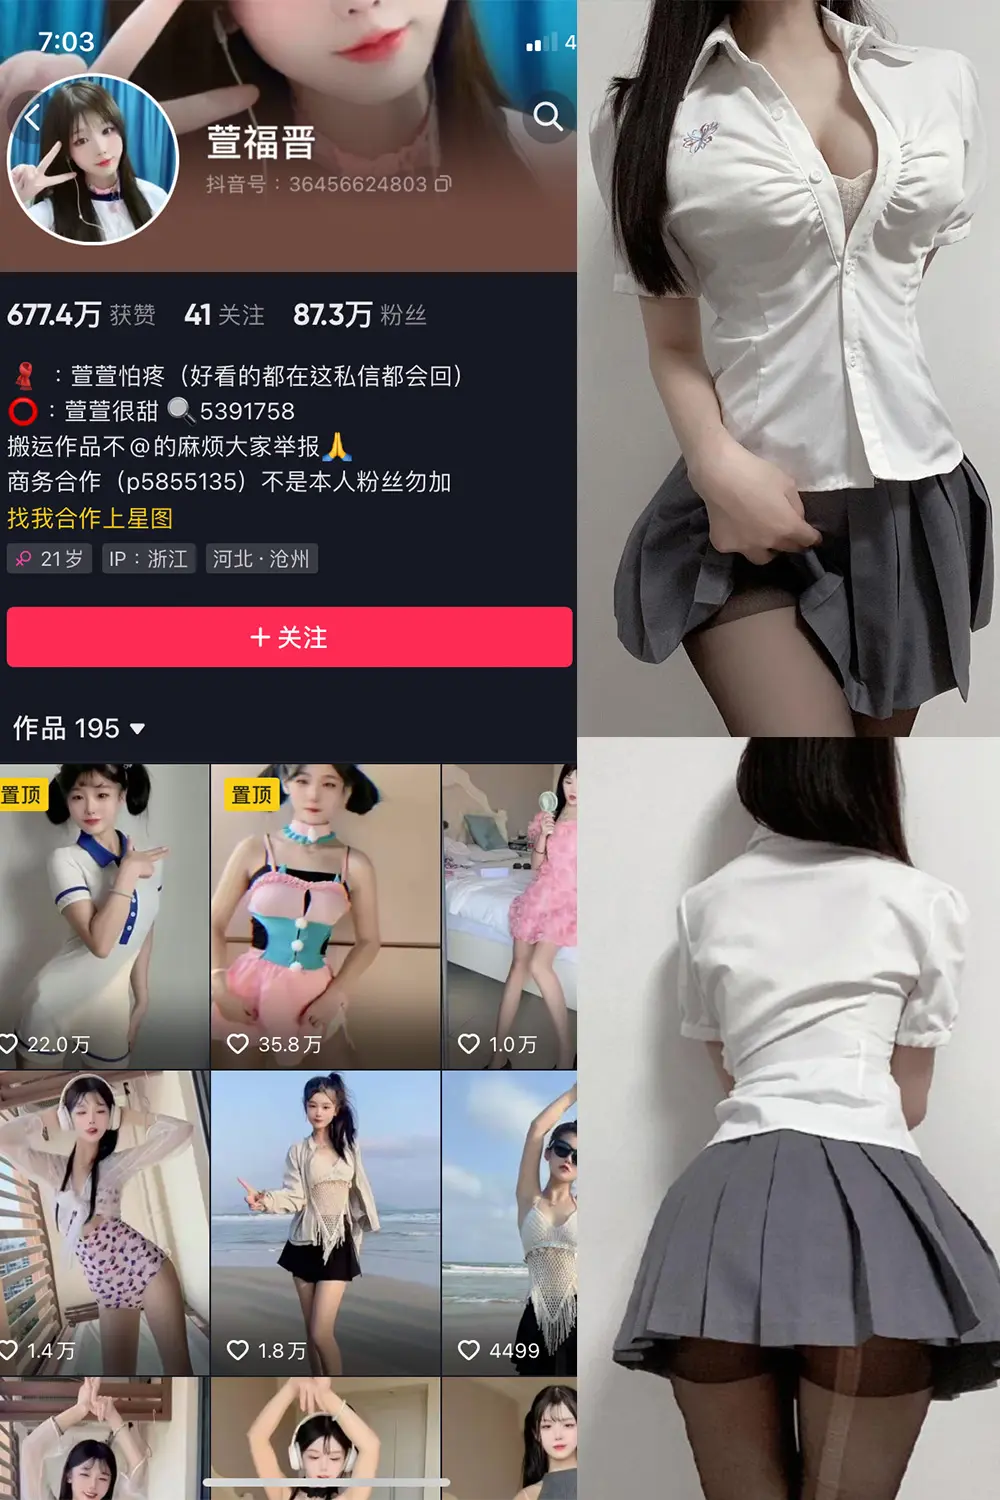 7:03
4
萱福晋
抖音号：36456624803
677.4万 获赞 41 关注 87.3万 粉丝
：萱萱怕疼（好看的都在这私信都会回）
：萱萱很甜 5391758
搬运作品不@的麻烦大家举报
商务合作（p5855135）不是本人粉丝勿加
找我合作上星图
21岁 IP：浙江 河北·沧州
+关注
作品 195
置顶 置顶
22.0万 35.8万 1.0万
1.4万 1.8万 4499